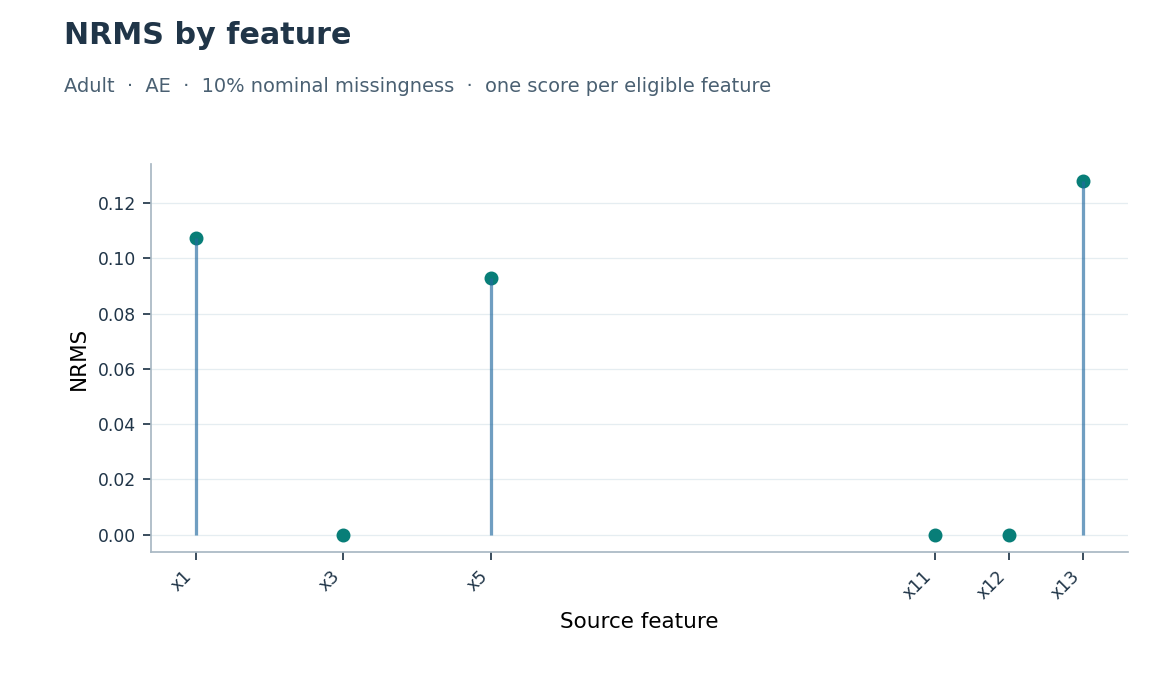 NRMS by feature
Adult · AE · 10% nominal missingness · one score per eligible feature
0.12
0.10
0.08
0.06
0.04
0.02
0.00
NRMS
x1 x3 x5 x11 x12 x13
Source feature